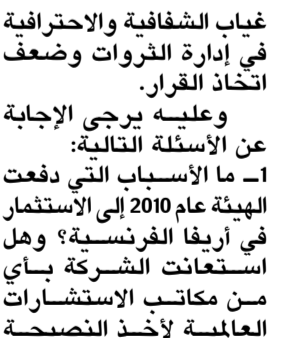 غياب الشفافية والاحترافية
في إدارة الثروات وضعف
اتخاذ القرار.
وعليه يرجى الإجابة
عن الأسئلة التالية:
1ـ ما الأسباب التي دفعت
الهيئة عام 2010 إلى الاستثمار
في أريفا الفرنسية؟ وهل
استعانت الشركة بأي
من مكاتب الاستشارات
العالمية لأخذ النصيحة